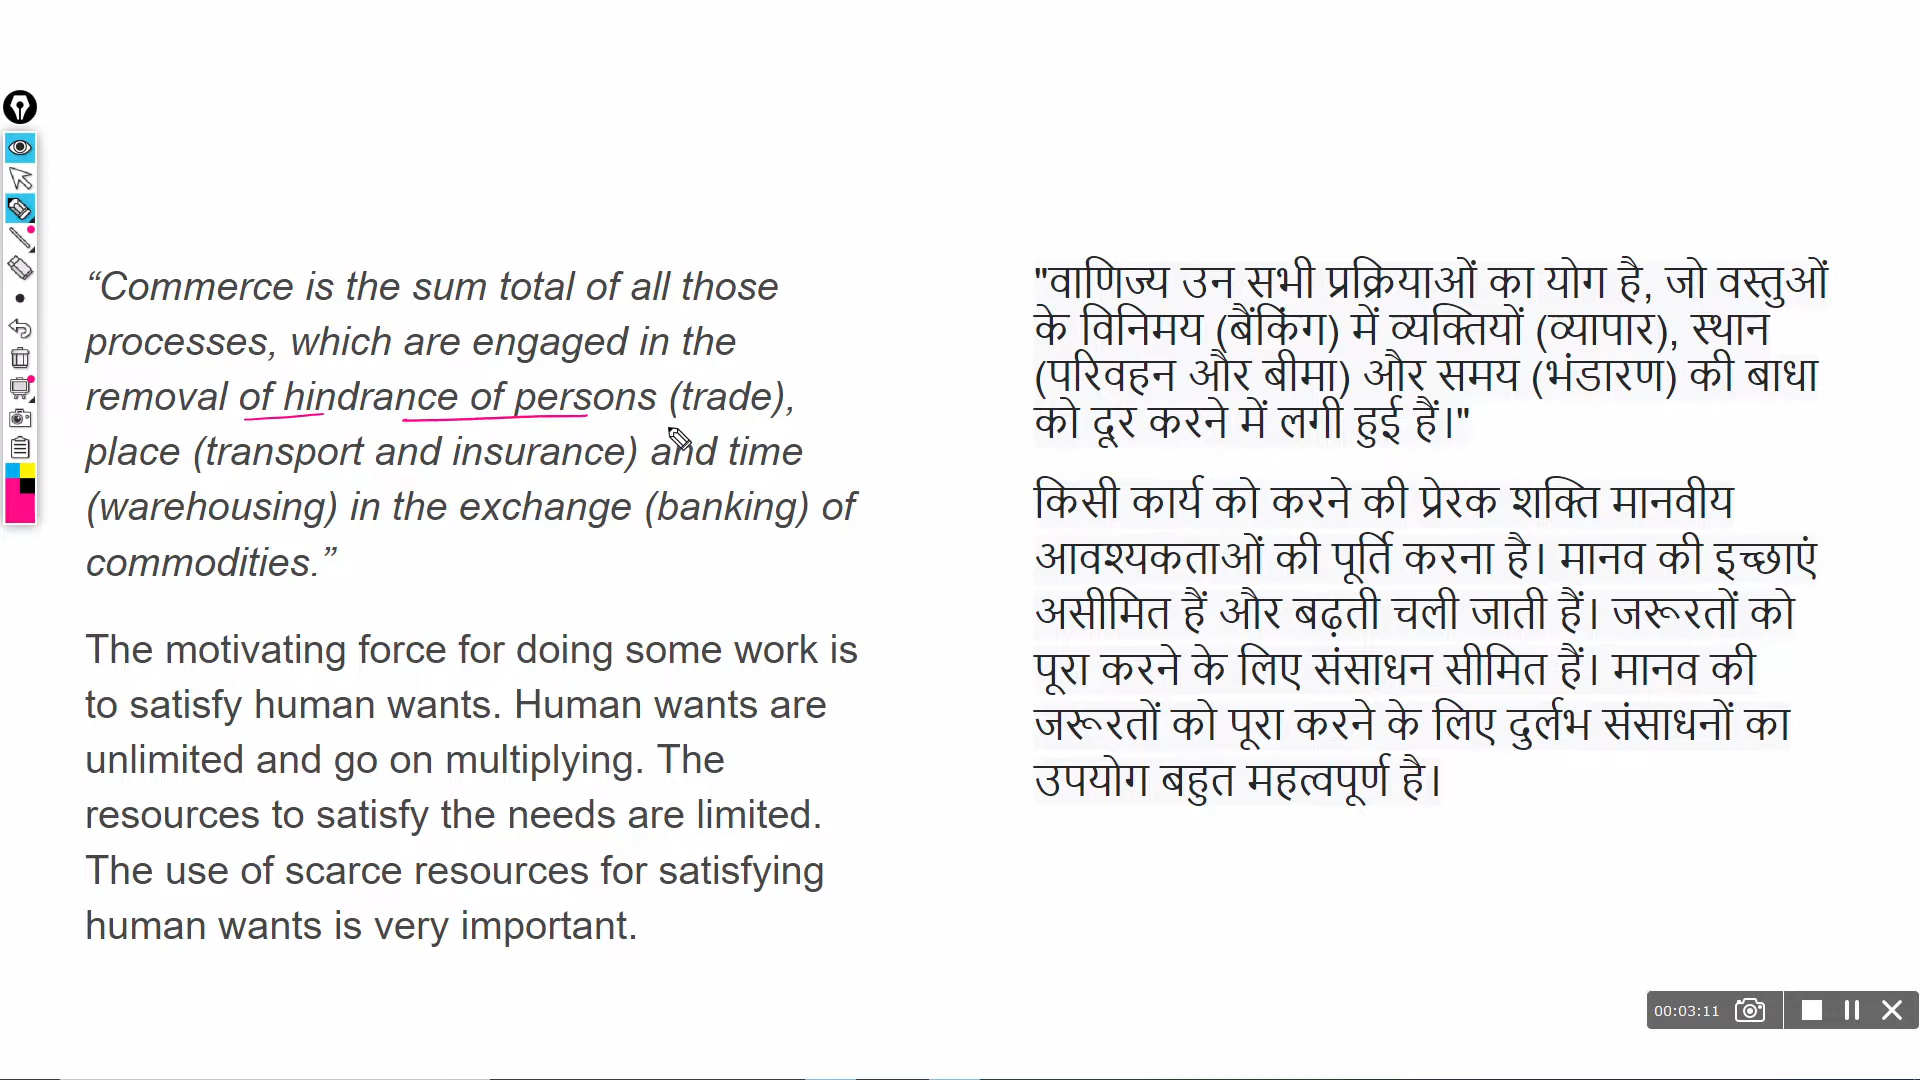 “Commerce is the sum total of all those
processes, which are engaged in the
removal of hindrance of persons (trade),
place (transport and insurance) and time
(warehousing) in the exchange (banking) of
commodities.”
The motivating force for doing some work is
to satisfy human wants. Human wants are
unlimited and go on multiplying. The
resources to satisfy the needs are limited.
The use of scarce resources for satisfying
human wants is very important.
"वाणिज्य उन सभी प्रक्रियाओं का योग है, जो वस्तुओं
के विनिमय (बैंकिंग) में व्यक्तियों (व्यापार), स्थान
(परिवहन और बीमा) और समय (भंडारण) की बाधा
को दूर करने में लगी हुई हैं।"
किसी कार्य को करने की प्रेरक शक्ति मानवीय
आवश्यकताओं की पूर्ति करना है। मानव की इच्छाएं
असीमित हैं और बढ़ती चली जाती हैं। जरूरतों को
पूरा करने के लिए संसाधन सीमित हैं। मानव की
जरूरतों को पूरा करने के लिए दुर्लभ संसाधनों का
उपयोग बहुत महत्वपूर्ण है।
00:03:11